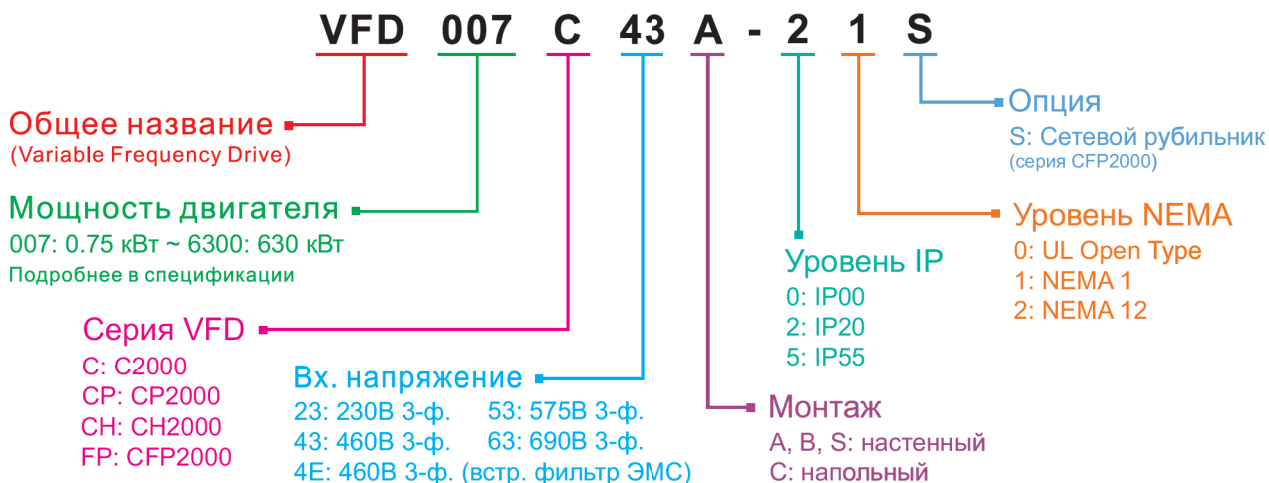 VFD 007 C 43 A - 2 1 S
Общее название
(Variable Frequency Drive)
Мощность двигателя
007: 0.75 кВт ~ 6300: 630 кВт
Подробнее в спецификации
Серия VFD
C: C2000
CP: CP2000
CH: CH2000
FP: CFP2000
Вх. напряжение
23: 230В 3-ф. 53: 575В 3-ф.
43: 460В 3-ф. 63: 690В 3-ф.
4E: 460В 3-ф. (встр. фильтр ЭМС)
Монтаж
A, B, S: настенный
C: напольный
Уровень IP
0: IP00
2: IP20
5: IP55
Уровень NEMA
0: UL Open Type
1: NEMA 1
2: NEMA 12
Опция
S: Сетевой рубильник
(серия CFP2000)